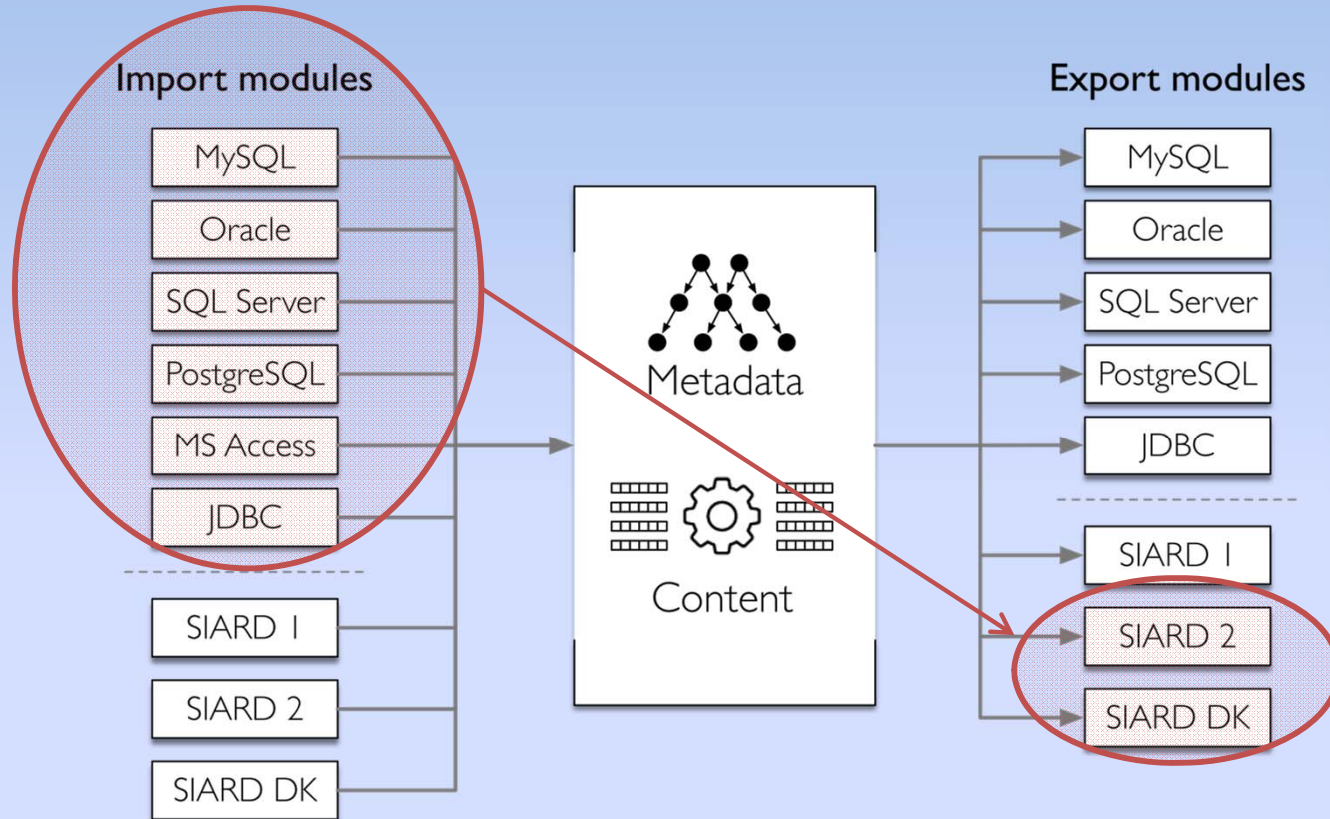 Import modules
MySQL
Oracle
SQL Server
PostgreSQL
MS Access
JDBC
SIARD 1
SIARD 2
SIARD DK
Metadata
Content
Export modules
MySQL
Oracle
SQL Server
PostgreSQL
JDBC
SIARD 1
SIARD 2
SIARD DK